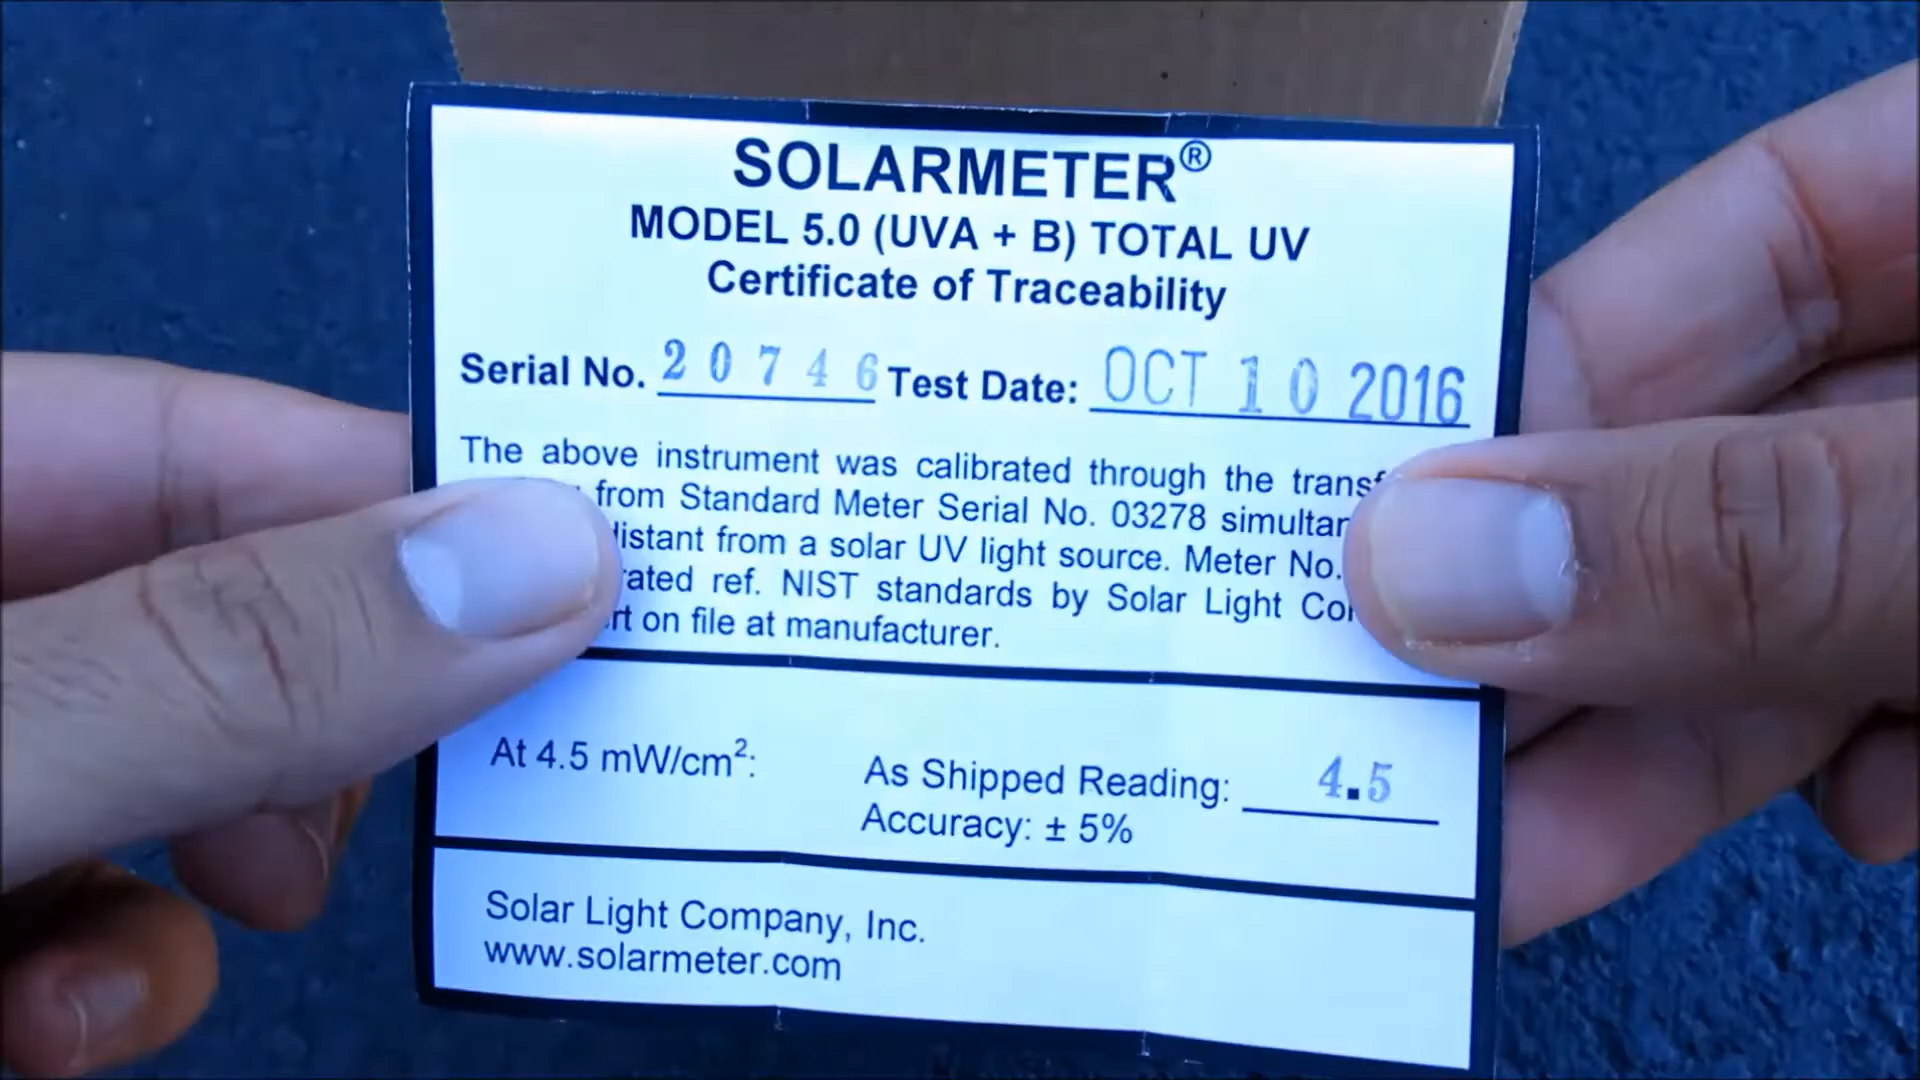 SOLARMETER®
MODEL 5.0 (UVA + B) TOTAL UV
Certificate of Traceability
Serial No. 20746 Test Date: OCT 10 2016
The above instrument was calibrated through the
from Standard Meter Serial No. 03278
from a solar UV light source. Meter No.
ref. NIST standards by Solar Light
on file at manufacturer.
At 4.5 mW/cm²: As Shipped Reading: 4.5
Accuracy: ± 5%
Solar Light Company, Inc.
www.solarmeter.com